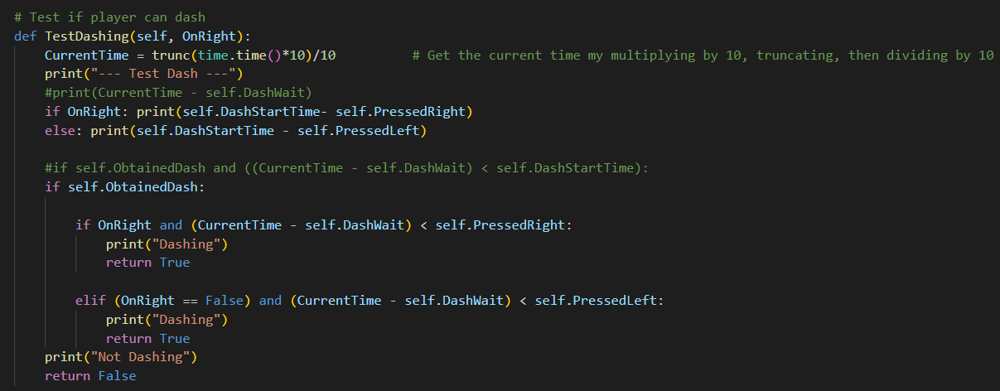 # Test if player can dash
def TestDashing(self, OnRight):
CurrentTime = trunc(time.time()*10)/10 # Get the current time my multiplying by 10, truncating, then dividing by 10
print("--- Test Dash ---")
#print(CurrentTime - self.DashWait)
if OnRight: print(self.DashStartTime- self.PressedRight)
else: print(self.DashStartTime - self.PressedLeft)
#if self.ObtainedDash and ((CurrentTime - self.DashWait) < self.DashStartTime):
if self.ObtainedDash:
if OnRight and (CurrentTime - self.DashWait) < self.PressedRight:
print("Dashing")
return True
elif (OnRight == False) and (CurrentTime - self.DashWait) < self.PressedLeft:
print("Dashing")
return True
print("Not Dashing")
return False